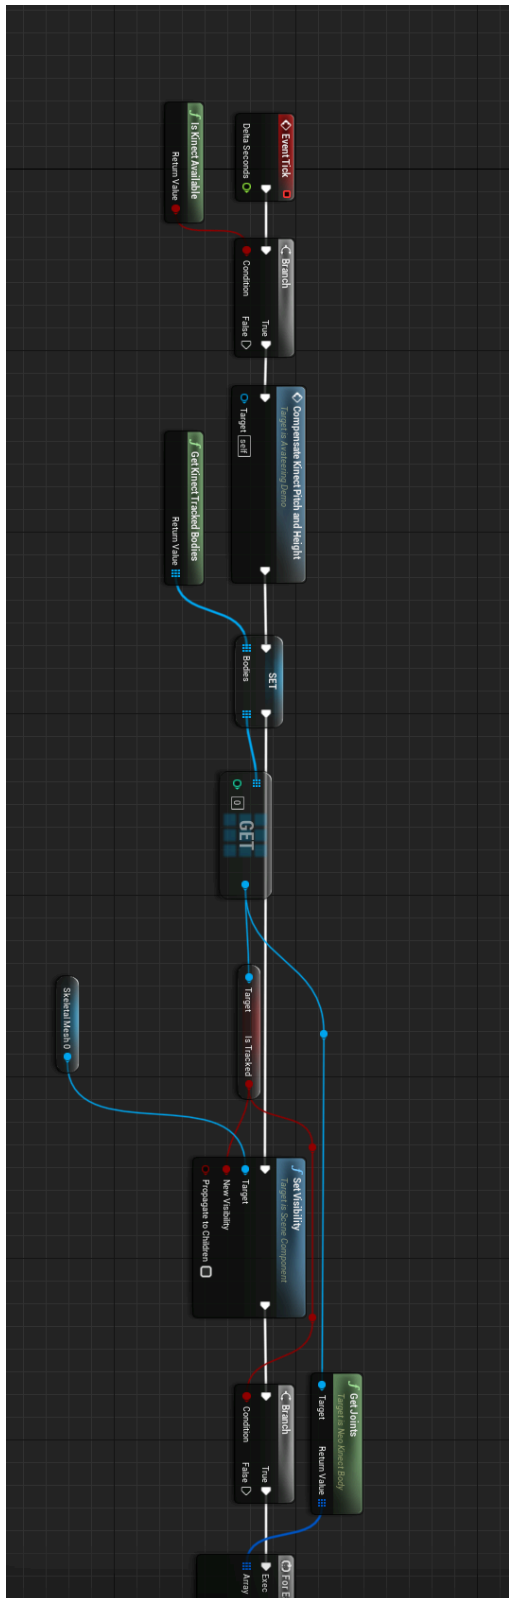 Event Tick
Delta Seconds
Is Kinect Available
Return Value
Branch
Condition
True
False
Compensate Kinect Pitch and Height
Target is Avateering Demo
Target
self
Get Kinect Tracked Bodies
Return Value
SET
Bodies
GET
0
Target
Is Tracked
Skeletal Mesh 0
Set Visibility
Target is Scene Component
Target
New Visibility
Propagate to Children
Get Joints
Target is Neo Kinect Body
Target
Return Value
Branch
Condition
True
False
For E
Exec
Array